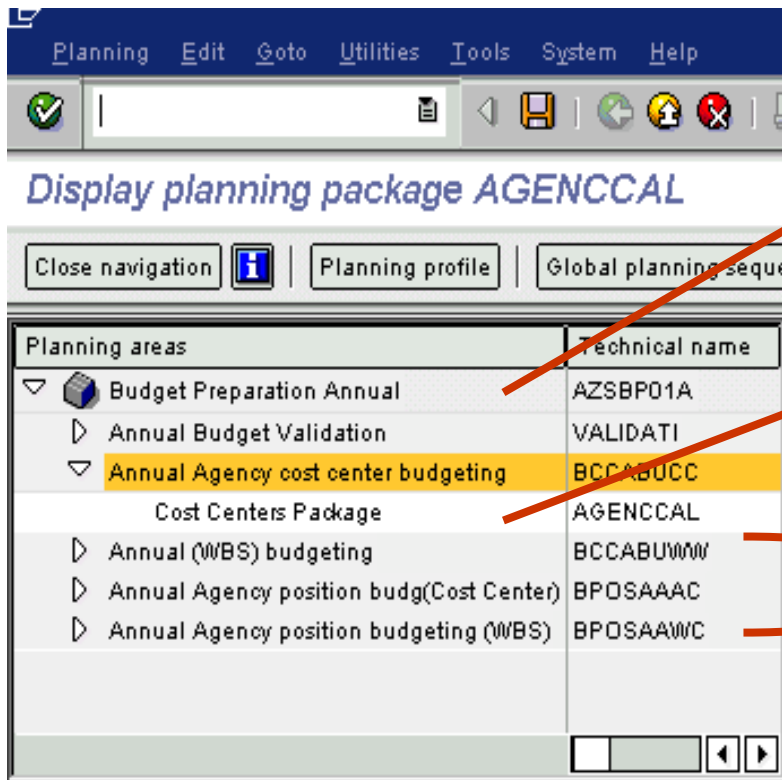 Planning Edit Goto Utilities Tools System Help
Display planning package AGENCCAL
Close navigation Planning profile Global planning seque
Planning areas Technical name
Budget Preparation Annual AZSBP01A
Annual Budget Validation VALIDATI
Annual Agency cost center budgeting BCCABUCC
Cost Centers Package AGENCCAL
Annual (WBS) budgeting BCCABUWW
Annual Agency position budg(Cost Center) BPOSAAAC
Annual Agency position budgeting (WBS) BPOSAAWC